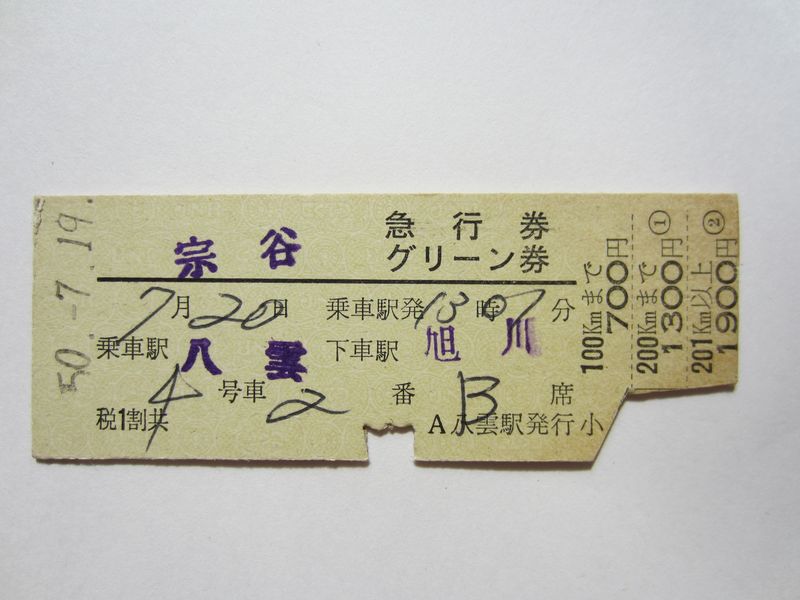 50.-7.19.
宗谷 急行券
グリーン券
7月20日 乗車駅発13時07分
乗車駅 八雲 下車駅 旭川
4号車 2番 B席
税1割共 A 八雲駅発行 小
100Kmまで 700円
200Kmまで 1300円 ①
201Km以上 1900円 ②